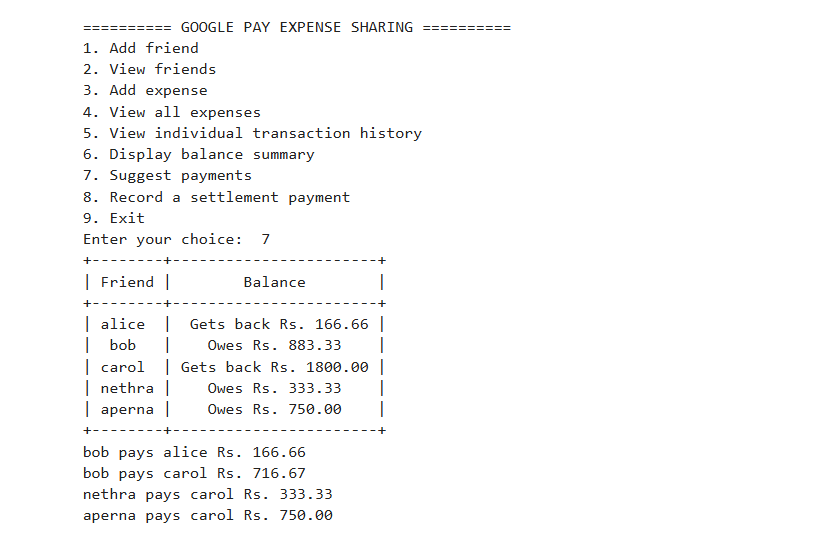 ========== GOOGLE PAY EXPENSE SHARING ==========
1. Add friend
2. View friends
3. Add expense
4. View all expenses
5. View individual transaction history
6. Display balance summary
7. Suggest payments
8. Record a settlement payment
9. Exit
Enter your choice:  7
+--------+-----------------------+
| Friend |        Balance        |
+--------+-----------------------+
| alice  |  Gets back Rs. 166.66 |
|  bob   |    Owes Rs. 883.33    |
| carol  | Gets back Rs. 1800.00 |
| nethra |    Owes Rs. 333.33    |
| aperna |    Owes Rs. 750.00    |
+--------+-----------------------+
bob pays alice Rs. 166.66
bob pays carol Rs. 716.67
nethra pays carol Rs. 333.33
aperna pays carol Rs. 750.00